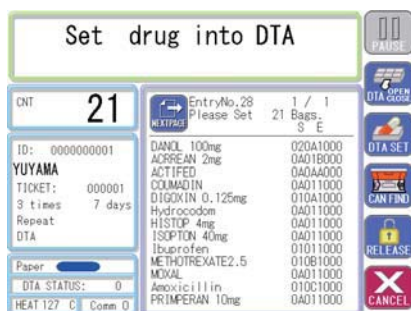 Set drug into DTA
PAUSE
DTA OPEN CLOSE
DTA SET
CAN FIND
RELEASE
CANCEL
CNT 21
ID: 0000000001
YUYAMA
TICKET: 000001
3 times 7 days
Repeat
DTA
Paper
DTA STATUS: 0
HEAT 127 C Comm O
NEXTPAGE
EntryNo.28 1 / 1
Please Set 21 Bags.
S E
DANOL 100mg 020A1000
ACRREAN 2mg 0A01B000
ACTIFED 0A0AA000
COUMADIN 0A011000
DIGOXIN 0.125mg 010A1000
Hydrocodom 0A011000
HISTOP 4mg 0A011000
ISOPTON 40mg 0A011000
Ibuprofen 01011000
METHOTREXATE2.5 010B1000
MOXAL 0A011000
Amoxicillin 010C1000
PRIMPERAN 10mg 0A011000